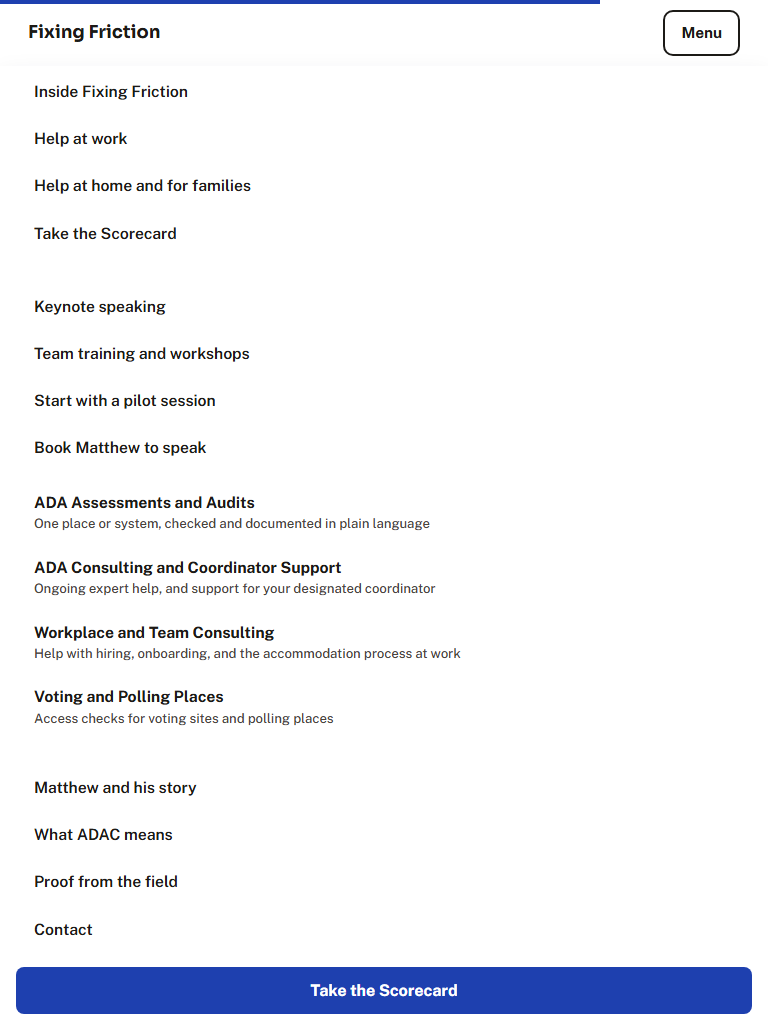 Fixing Friction
Menu
Inside Fixing Friction
Help at work
Help at home and for families
Take the Scorecard
Keynote speaking
Team training and workshops
Start with a pilot session
Book Matthew to speak
ADA Assessments and Audits
One place or system, checked and documented in plain language
ADA Consulting and Coordinator Support
Ongoing expert help, and support for your designated coordinator
Workplace and Team Consulting
Help with hiring, onboarding, and the accommodation process at work
Voting and Polling Places
Access checks for voting sites and polling places
Matthew and his story
What ADAC means
Proof from the field
Contact
Take the Scorecard